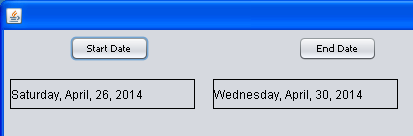 Start Date End Date
Saturday, April, 26, 2014 Wednesday, April, 30, 2014